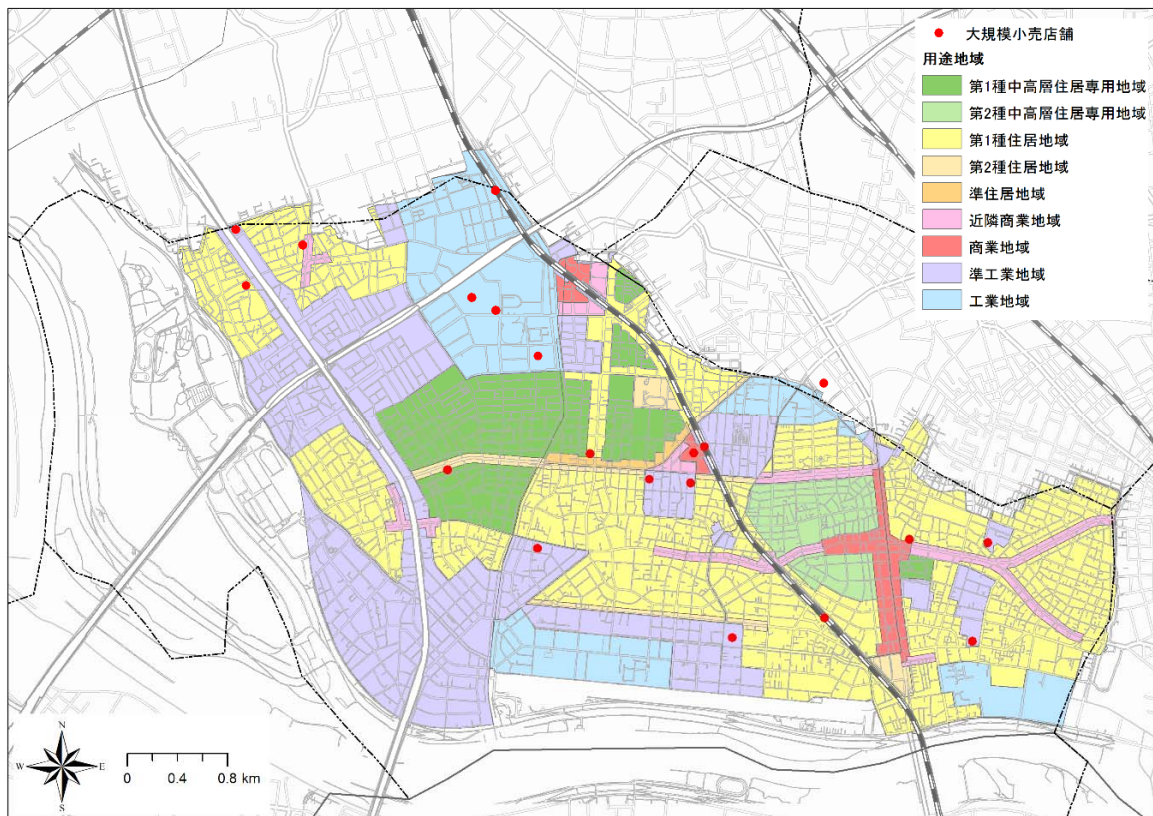 大規模小売店舗
用途地域
第1種中高層住居専用地域
第2種中高層住居専用地域
第1種住居地域
第2種住居地域
準住居地域
近隣商業地域
商業地域
準工業地域
工業地域
N
W E
S
0 0.4 0.8 km